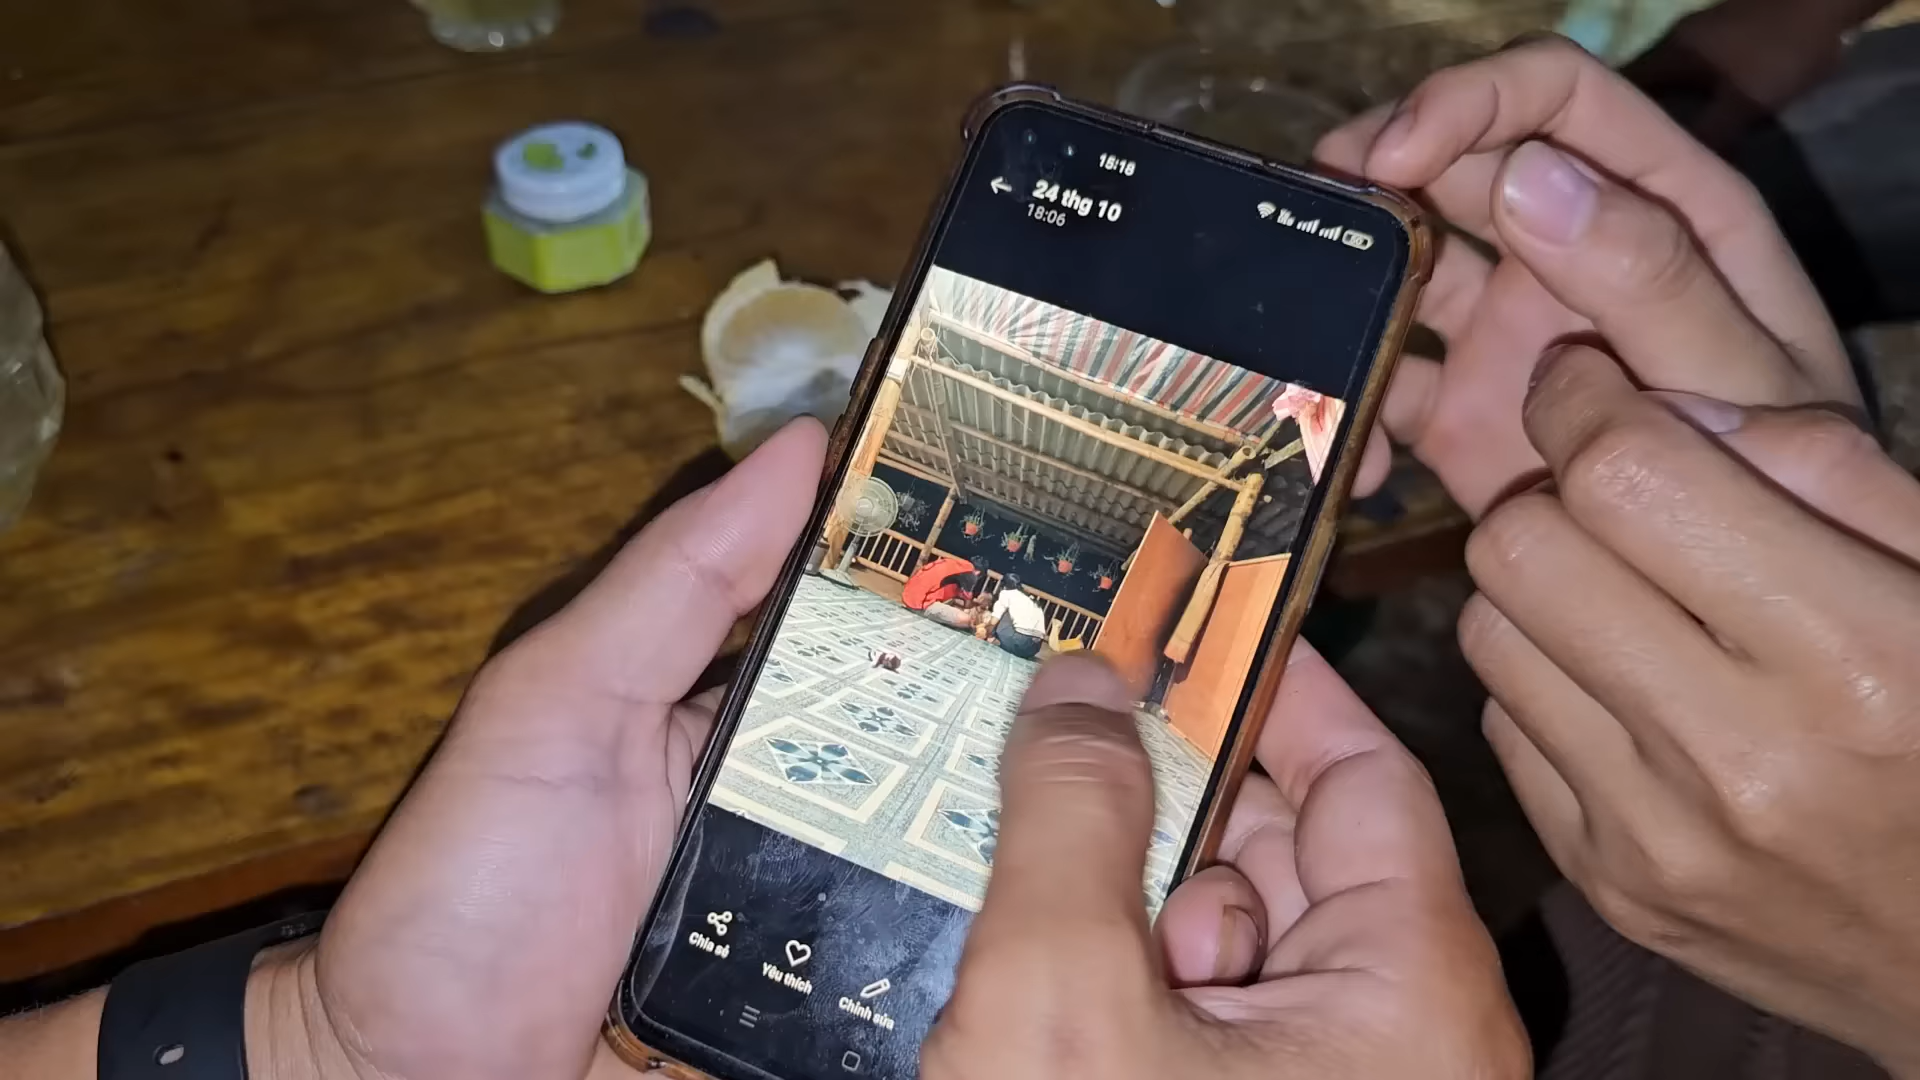 18:18
24 thg 10
18:06
Chia sẻ
Yêu thích
Chỉnh sửa